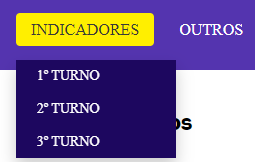 INDICADORES OUTROS
1º TURNO
2º TURNO
3º TURNO